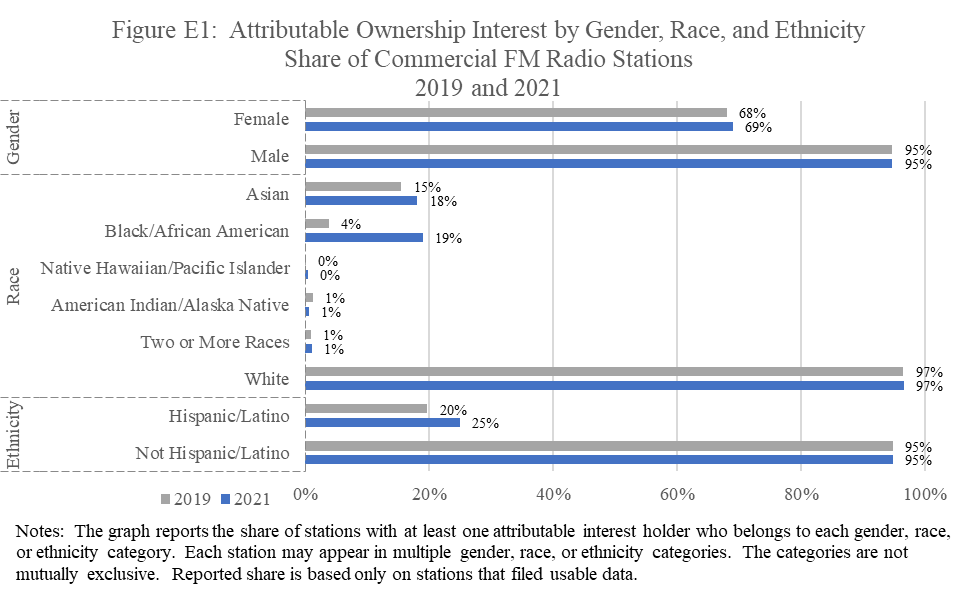 Figure E1:  Attributable Ownership Interest by Gender, Race, and Ethnicity
Share of Commercial FM Radio Stations
2019 and 2021
Gender
Female
68%
69%
Male
95%
95%
Race
Asian
15%
18%
Black/African American
4%
19%
Native Hawaiian/Pacific Islander
0%
0%
American Indian/Alaska Native
1%
1%
Two or More Races
1%
1%
White
97%
97%
Ethnicity
Hispanic/Latino
20%
25%
Not Hispanic/Latino
95%
95%
2019 2021
0% 20% 40% 60% 80% 100%
Notes:  The graph reports the share of stations with at least one attributable interest holder who belongs to each gender, race,
or ethnicity category.  Each station may appear in multiple gender, race, or ethnicity categories.  The categories are not
mutually exclusive.  Reported share is based only on stations that filed usable data.